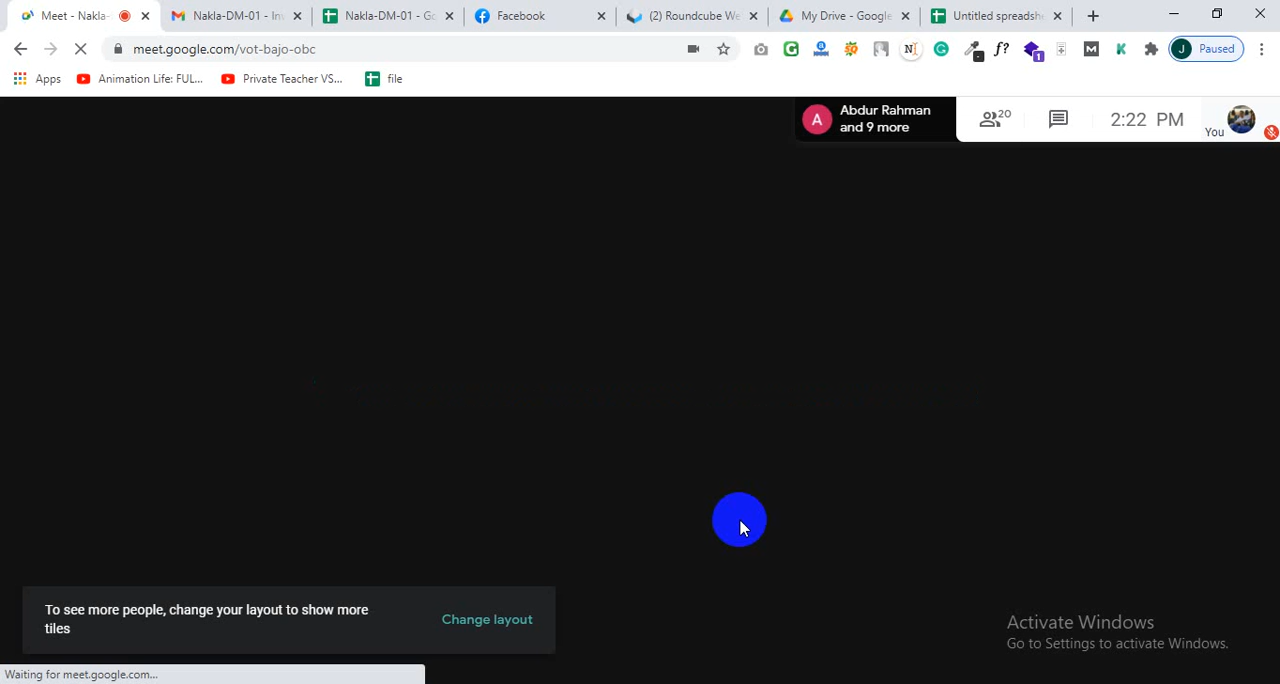 Meet - Nakla-
Nakla-DM-01 - In
Nakla-DM-01 - Go
Facebook
(2) Roundcube We
My Drive - Google
Untitled spreadsh
meet.google.com/vot-bajo-obc
J Paused
Apps
Animation Life: FUL...
Private Teacher VS...
file
A
Abdur Rahman
and 9 more
20
2:22 PM
You
To see more people, change your layout to show more
tiles
Change layout
Activate Windows
Go to Settings to activate Windows.
Waiting for meet.google.com...